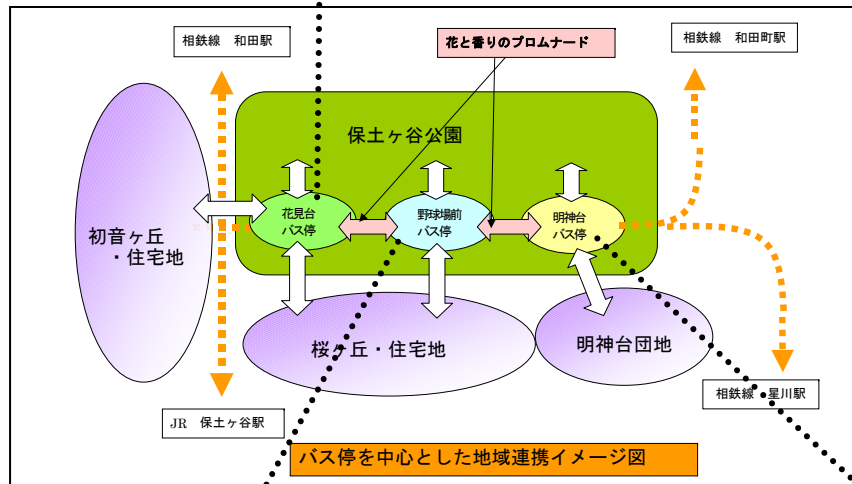 相鉄線　和田駅
花と香りのプロムナード
相鉄線　和田町駅
保土ヶ谷公園
花見台
バス停
野球場前
バス停
明神台
バス停
初音ヶ丘
・住宅地
桜ヶ丘・住宅地
明神台団地
相鉄線　星川駅
JR　保土ヶ谷駅
バス停を中心とした地域連携イメージ図